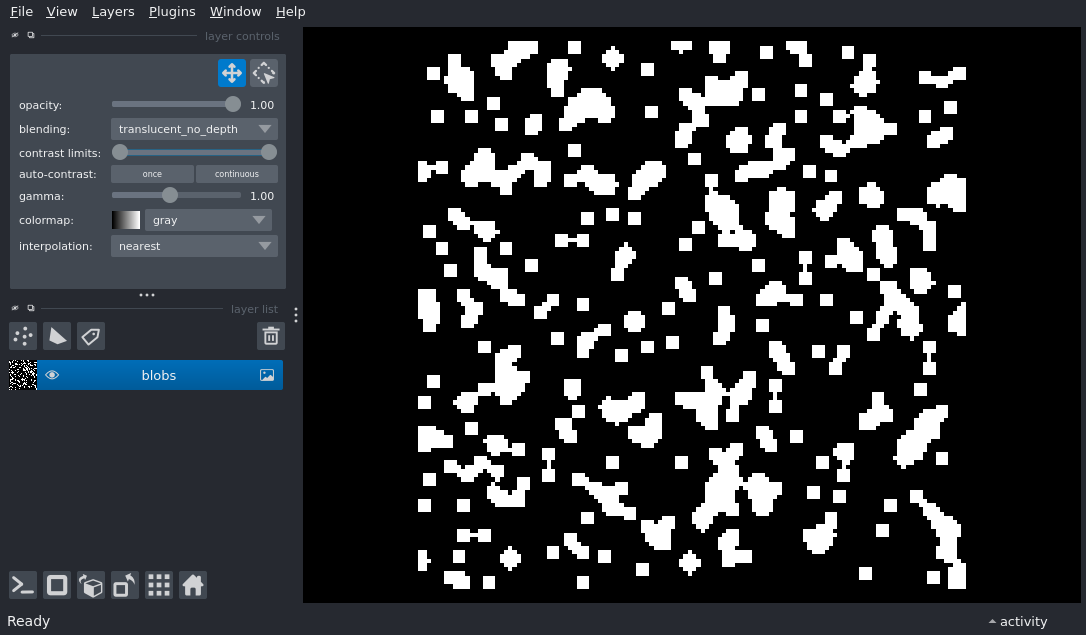 File View Layers Plugins Window Help
layer controls
opacity: 1.00
blending: translucent_no_depth
contrast limits:
auto-contrast: once continuous
gamma: 1.00
colormap: gray
interpolation: nearest
layer list
blobs
Ready activity